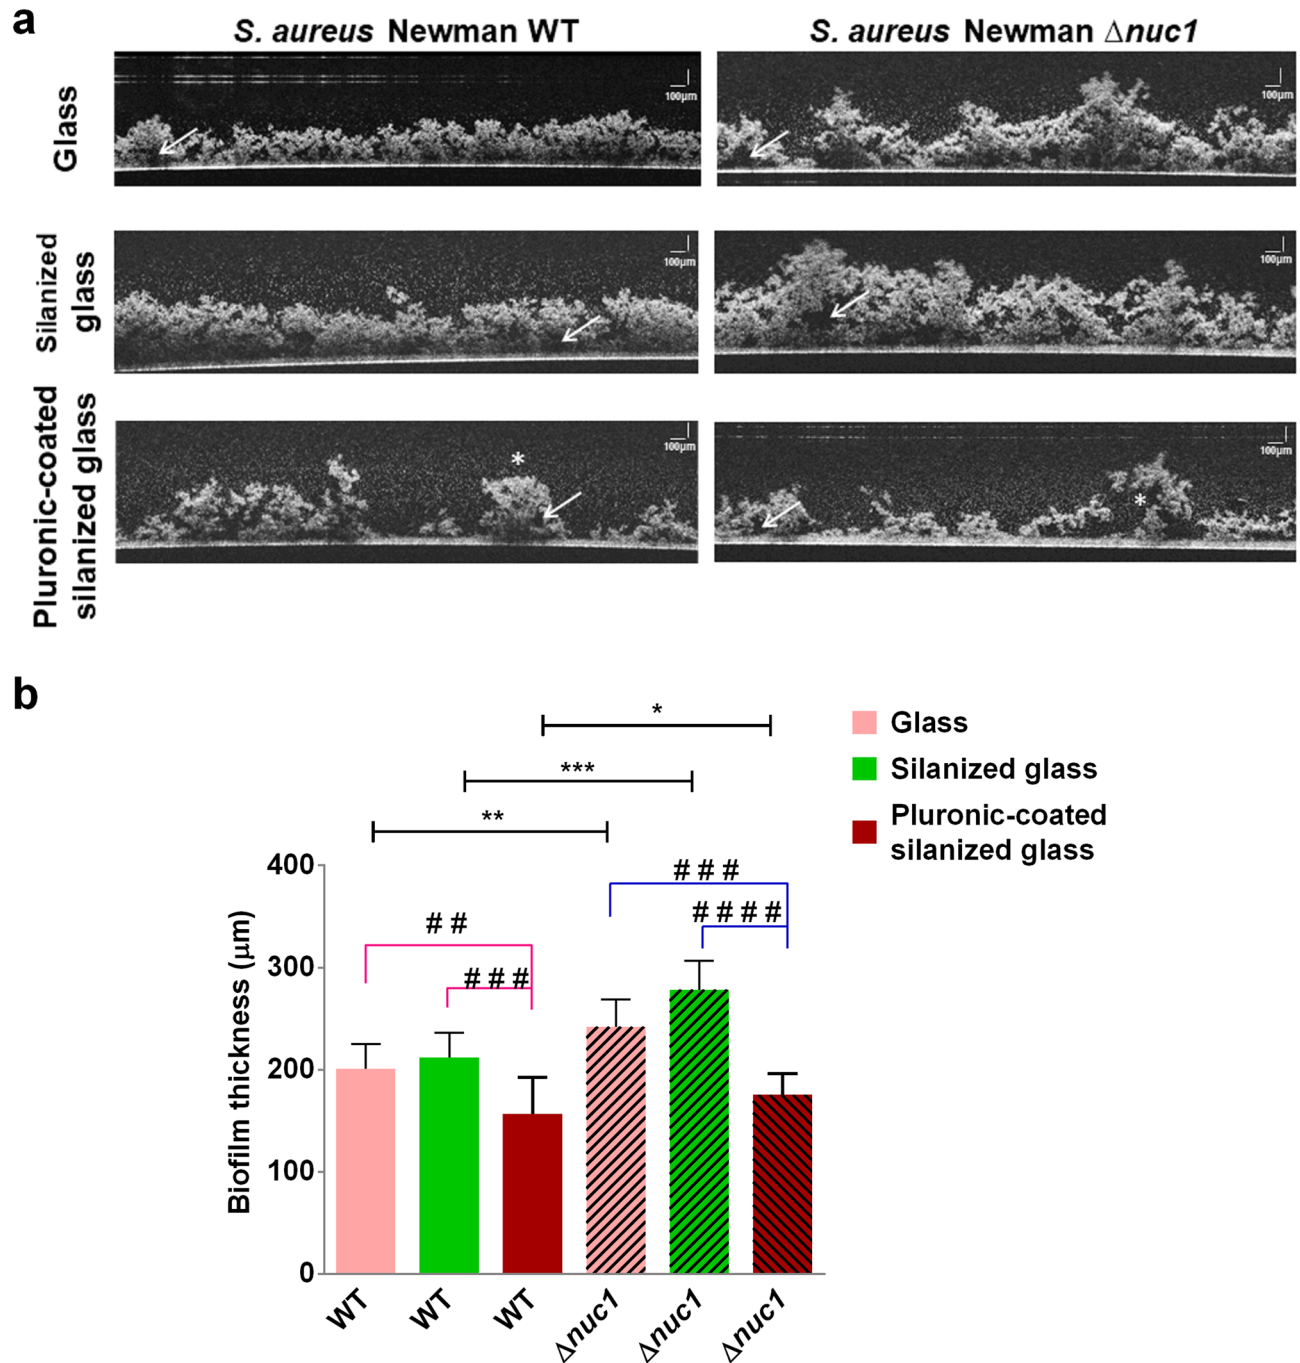 a
S. aureus Newman WT
S. aureus Newman Δnuc1
Glass
100µm
100µm
Silanized
glass
100µm
100µm
Pluronic-coated
silanized glass
100µm
100µm
*
*
b
*
***
**
Glass
Silanized glass
Pluronic-coated
silanized glass
Biofilm thickness (µm)
400
300
200
100
0
# #
# # #
# # #
# # # #
WT
WT
WT
Δnuc1
Δnuc1
Δnuc1